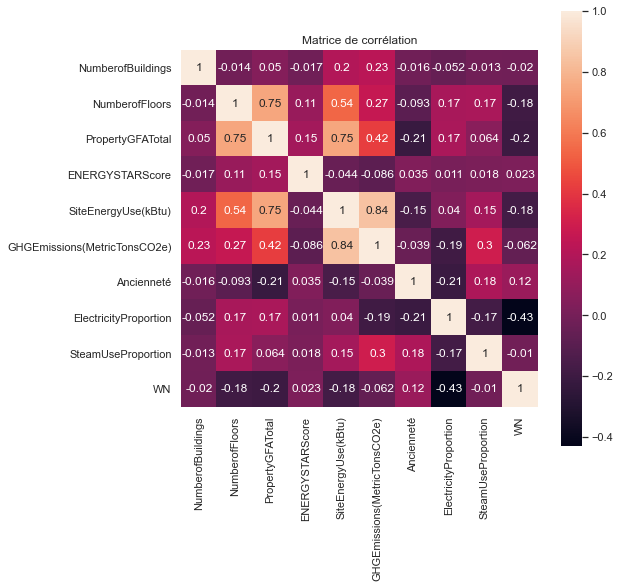 Matrice de corrélation
NumberofBuildings 1 -0.014 0.05 -0.017 0.2 0.23 -0.016 -0.052 -0.013 -0.02
NumberofFloors -0.014 1 0.75 0.11 0.54 0.27 -0.093 0.17 0.17 -0.18
PropertyGFATotal 0.05 0.75 1 0.15 0.75 0.42 -0.21 0.17 0.064 -0.2
ENERGYSTARScore -0.017 0.11 0.15 1 -0.044 -0.086 0.035 0.011 0.018 0.023
SiteEnergyUse(kBtu) 0.2 0.54 0.75 -0.044 1 0.84 -0.15 0.04 0.15 -0.18
GHGEmissions(MetricTonsCO2e) 0.23 0.27 0.42 -0.086 0.84 1 -0.039 -0.19 0.3 -0.062
Ancienneté -0.016 -0.093 -0.21 0.035 -0.15 -0.039 1 -0.21 0.18 0.12
ElectricityProportion -0.052 0.17 0.17 0.011 0.04 -0.19 -0.21 1 -0.17 -0.43
SteamUseProportion -0.013 0.17 0.064 0.018 0.15 0.3 0.18 -0.17 1 -0.01
WN -0.02 -0.18 -0.2 0.023 -0.18 -0.062 0.12 -0.43 -0.01 1
NumberofBuildings
NumberofFloors
PropertyGFATotal
ENERGYSTARScore
SiteEnergyUse(kBtu)
GHGEmissions(MetricTonsCO2e)
Ancienneté
ElectricityProportion
SteamUseProportion
WN
1.0
0.8
0.6
0.4
0.2
0.0
−0.2
−0.4